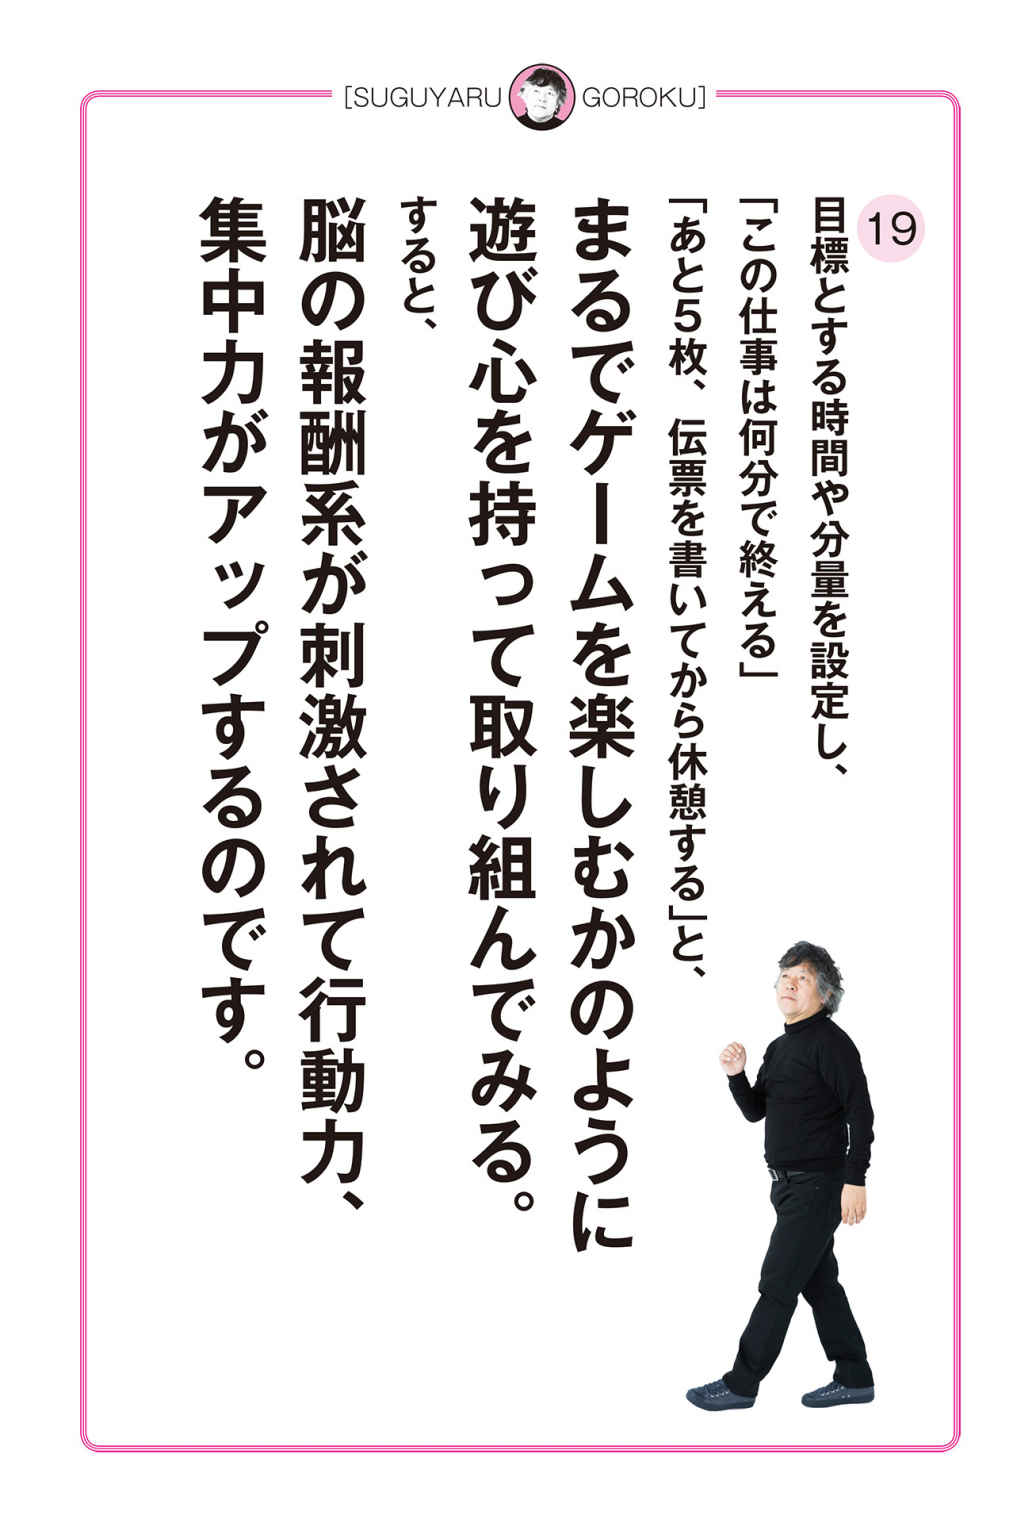 [SUGUYARU GOROKU]
19
目標とする時間や分量を設定し、
「この仕事は何分で終える」
「あと5枚、伝票を書いてから休憩する」と、
まるでゲームを楽しむかのように
遊び心を持って取り組んでみる。
すると、
脳の報酬系が刺激されて行動力、
集中力がアップするのです。